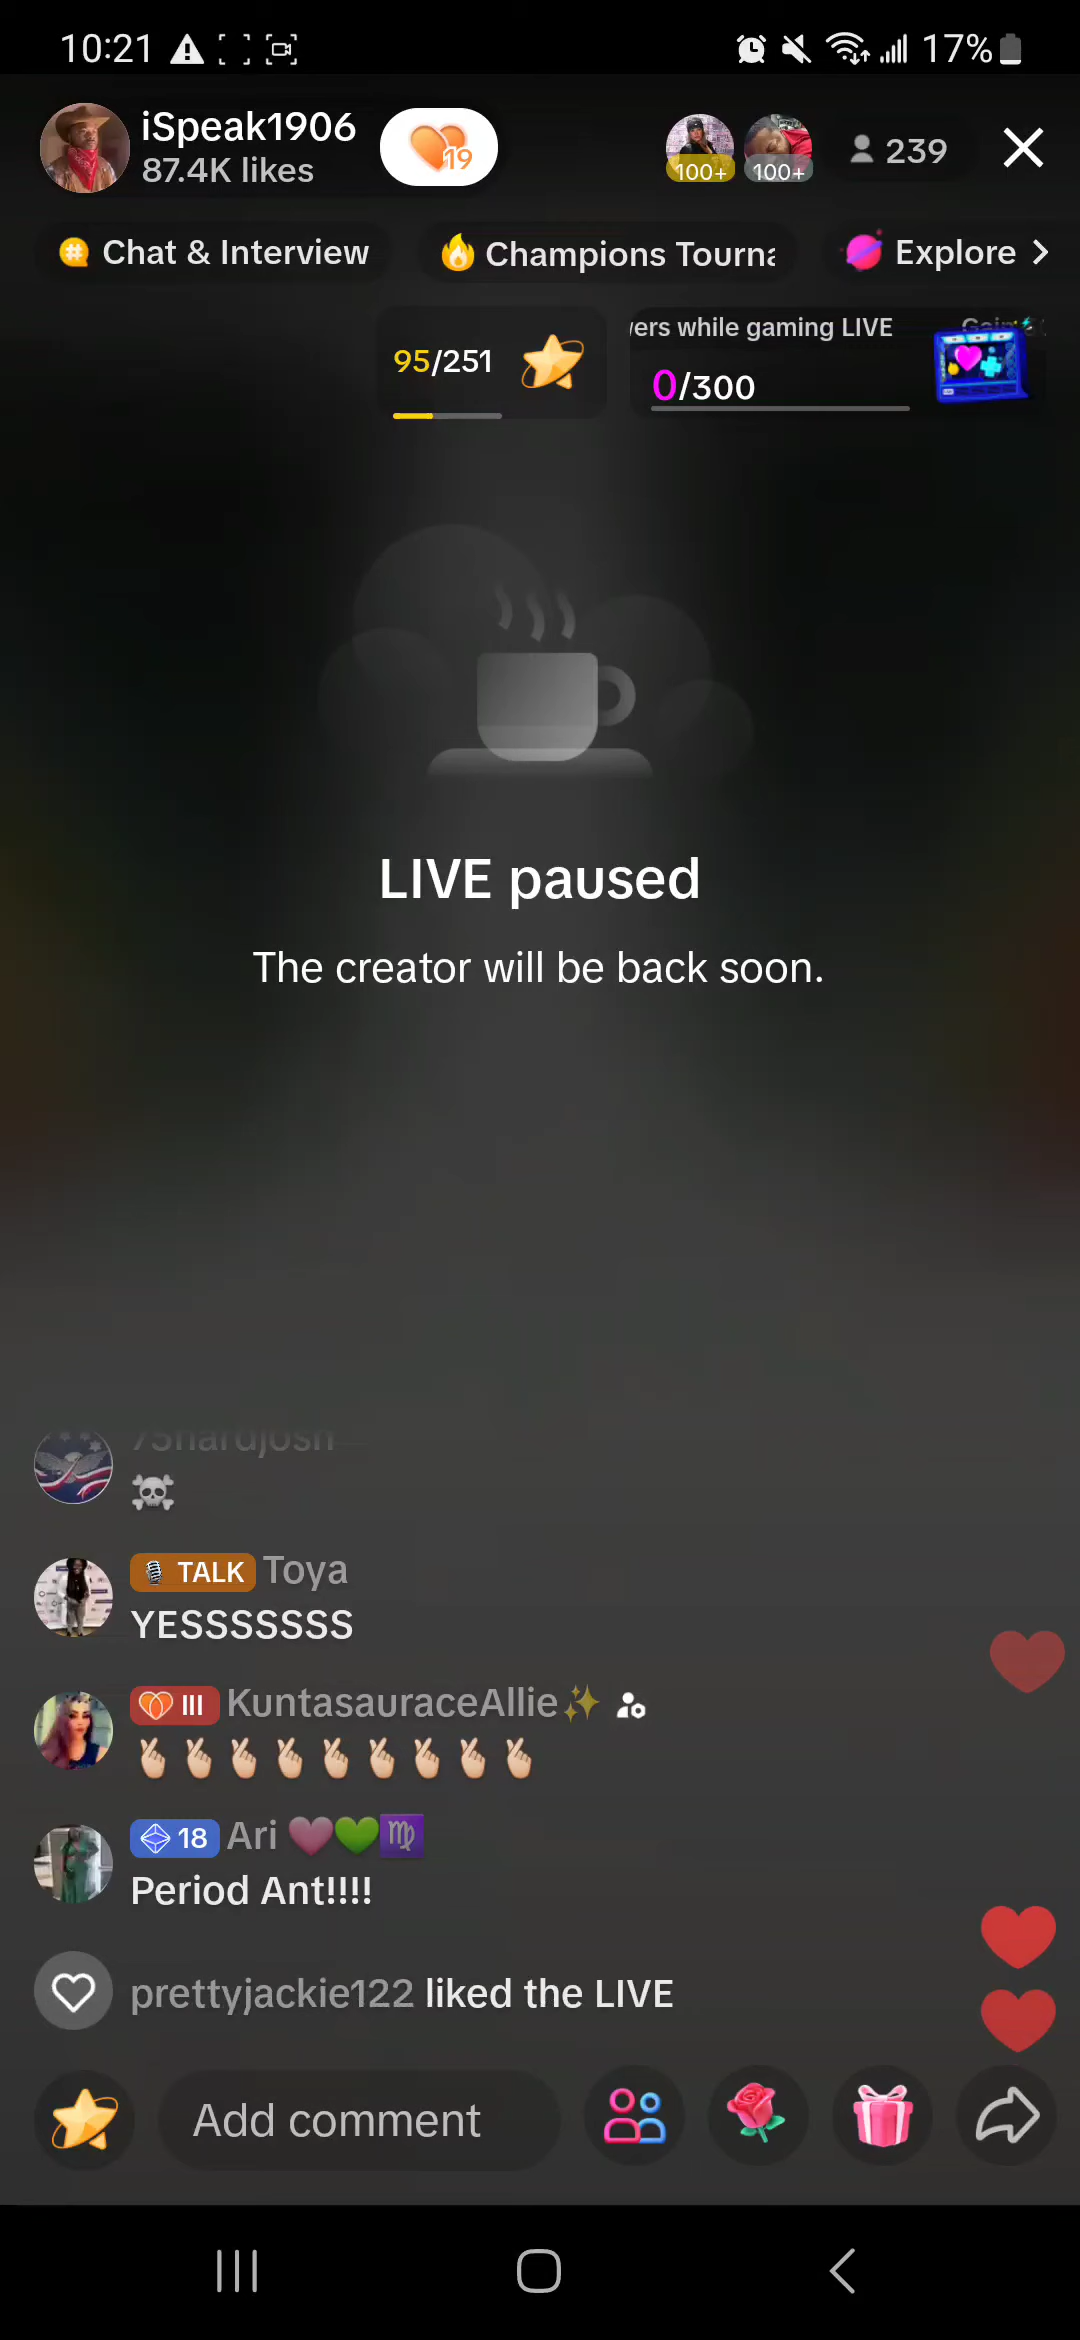 10:21
17%
iSpeak1906
87.4K likes
19
100+
100+
239
Chat & Interview
Champions Tourna
Explore
95/251
ers while gaming LIVE
0/300
LIVE paused
The creator will be back soon.
75hardjosh
TALK Toya
YESSSSSSS
III KuntasauraceAllie
18 Ari
Period Ant!!!!
prettyjackie122 liked the LIVE
Add comment